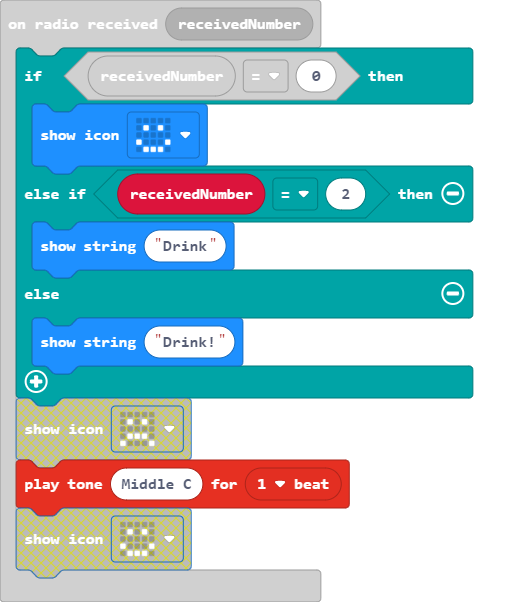 on radio received receivedNumber
if receivedNumber = 0 then
show icon
else if receivedNumber = 2 then
show string "Drink"
else
show string "Drink!"
show icon
play tone Middle C for 1 beat
show icon